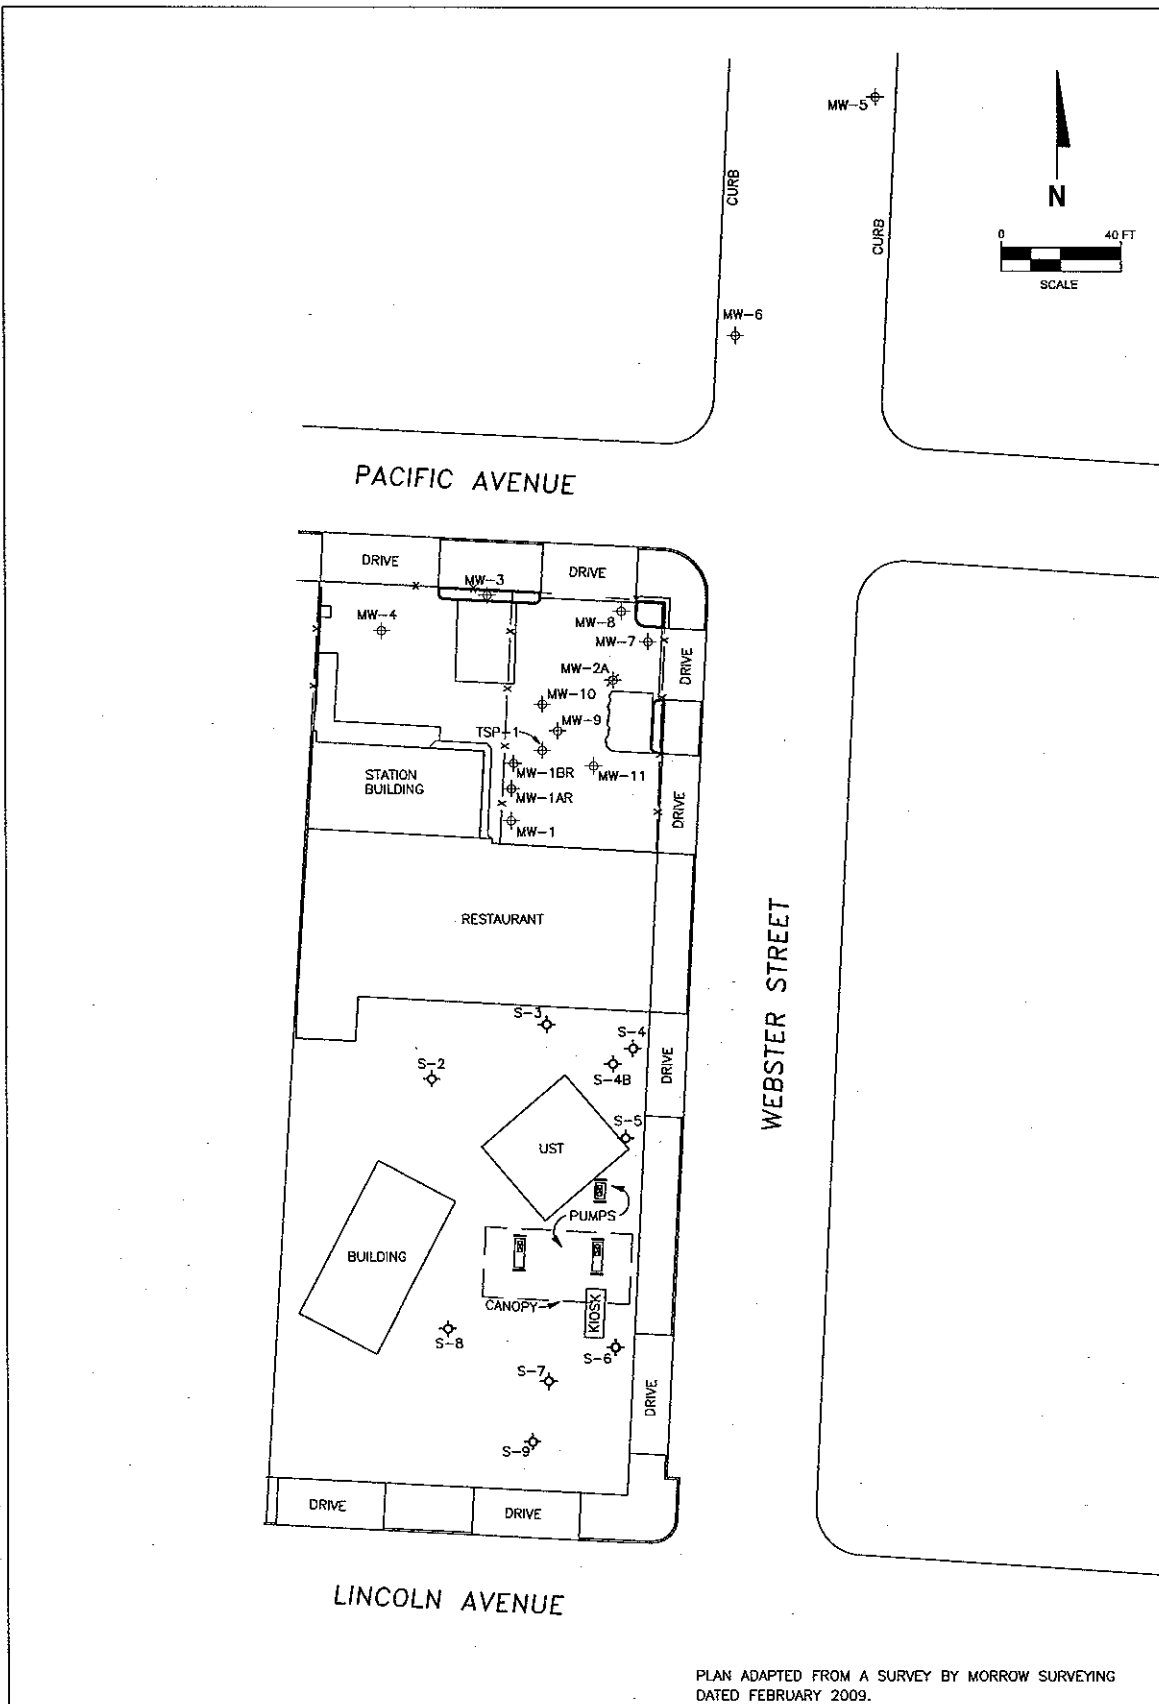 MW-5
CURB
CURB
N
0 40 FT
SCALE
MW-6
PACIFIC AVENUE
DRIVE
MW-3
DRIVE
MW-4
MW-8
MW-7
DRIVE
MW-2A
MW-10
MW-9
TSP-1
STATION
BUILDING
MW-1BR
MW-11
MW-1AR
DRIVE
MW-1
RESTAURANT
WEBSTER STREET
S-3
S-4
S-2
S-4B
DRIVE
S-5
UST
PUMPS
BUILDING
CANOPY
KIOSK
S-8
S-6
S-7
DRIVE
S-9
DRIVE
DRIVE
LINCOLN AVENUE
PLAN ADAPTED FROM A SURVEY BY MORROW SURVEYING
DATED FEBRUARY 2009.